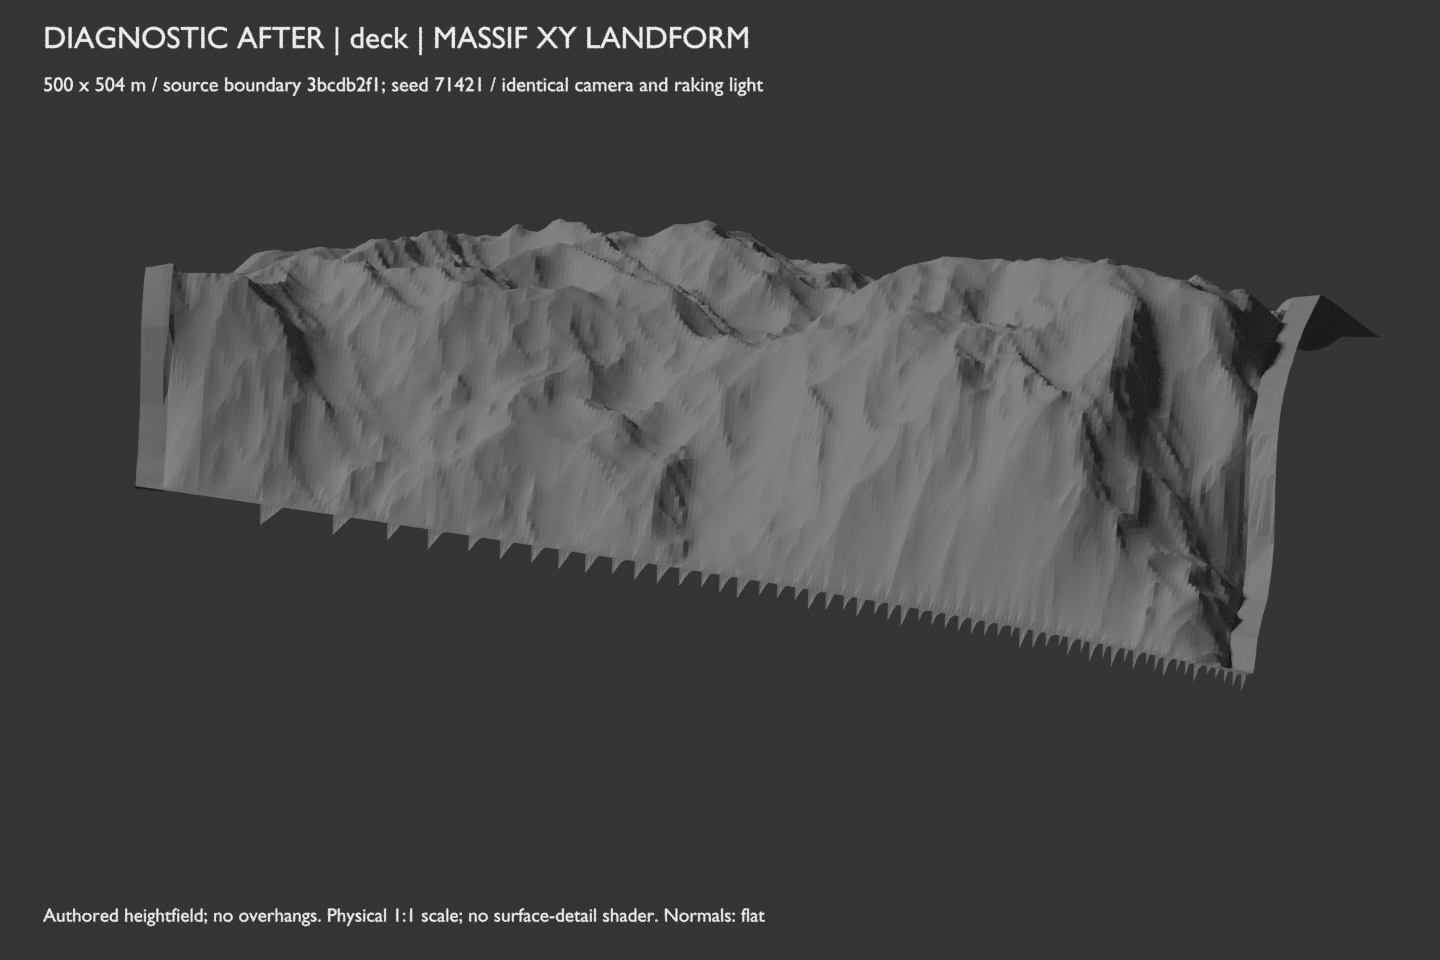 DIAGNOSTIC AFTER | deck | MASSIF XY LANDFORM
500 x 504 m / source boundary 3bcdb2f1; seed 71421 / identical camera and raking light
Authored heightfield; no overhangs. Physical 1:1 scale; no surface-detail shader. Normals: flat